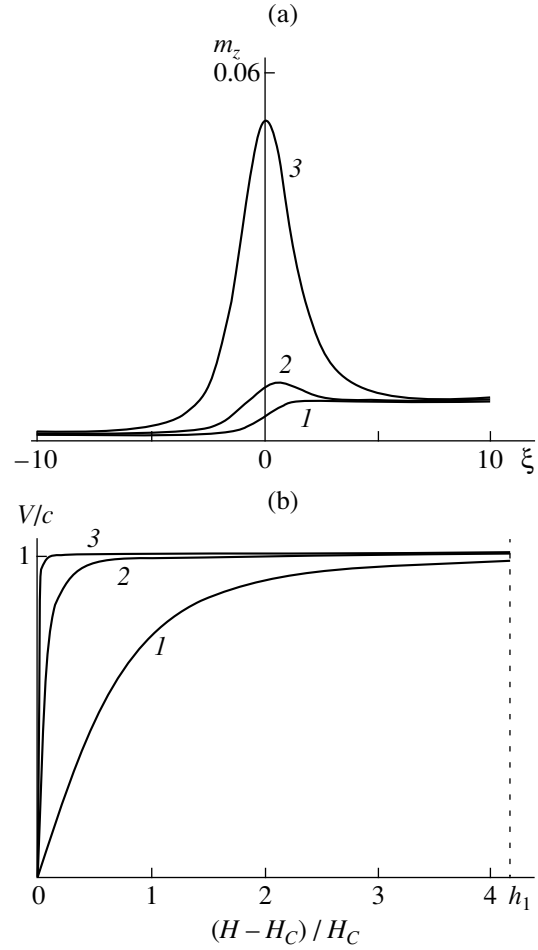 (a)
m_z
0.06
3
2
1
–10 0 10 ξ
(b)
V/c
1
3
2
1
0 1 2 3 4 h_1
(H – H_C) / H_C